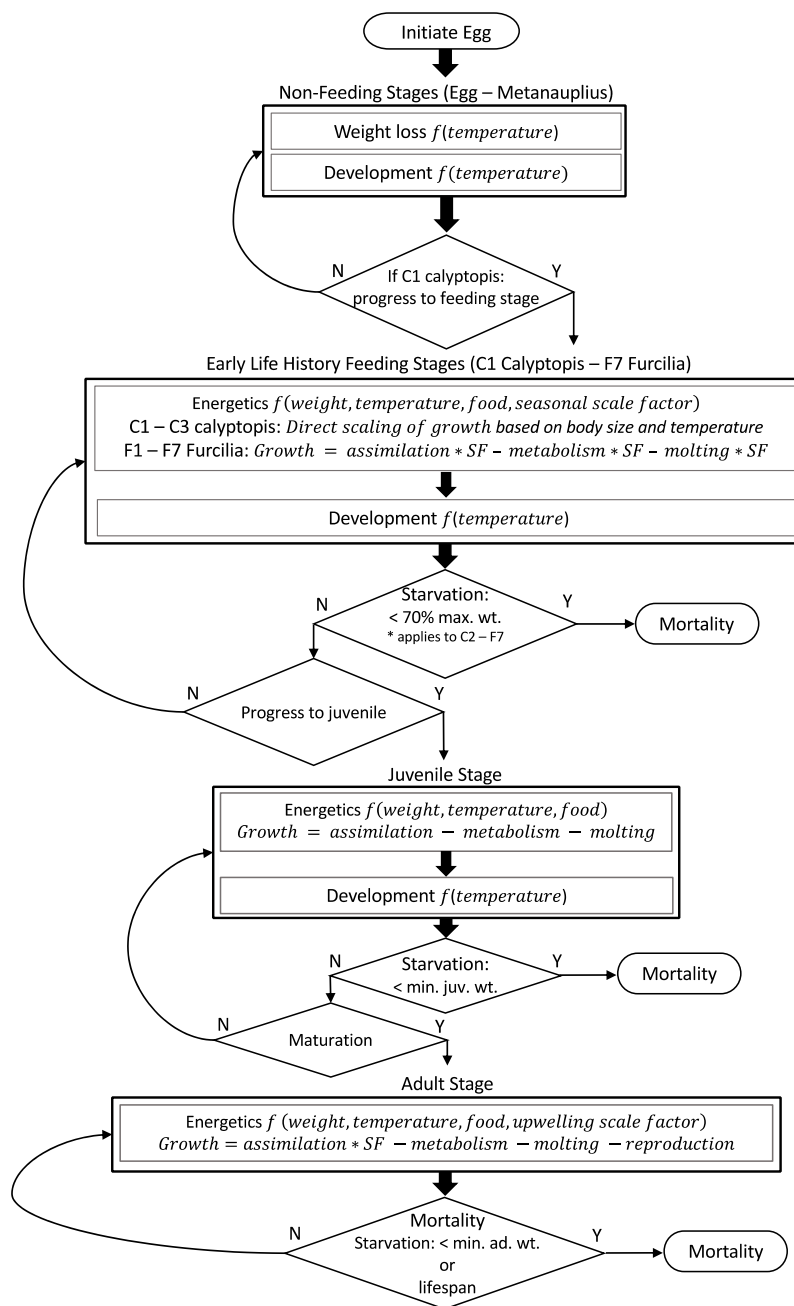 Initiate Egg
Non-Feeding Stages (Egg – Metanauplius)
Weight loss f(temperature)
Development f(temperature)
N
Y
If C1 calyptopis:
progress to feeding stage
Early Life History Feeding Stages (C1 Calyptopis – F7 Furcilia)
Energetics f(weight, temperature, food, seasonal scale factor)
C1 – C3 calyptopis: Direct scaling of growth based on body size and temperature
F1 – F7 Furcilia: Growth = assimilation * SF – metabolism * SF – molting * SF
Development f(temperature)
N
Starvation:
Y
< 70% max. wt.
* applies to C2 – F7
Mortality
N
Y
Progress to juvenile
Juvenile Stage
Energetics f(weight, temperature, food)
Growth = assimilation – metabolism – molting
Development f(temperature)
N
Starvation:
Y
< min. juv. wt.
Mortality
N
Y
Maturation
Adult Stage
Energetics f (weight, temperature, food, upwelling scale factor)
Growth = assimilation * SF – metabolism – molting – reproduction
N
Mortality
Y
Starvation: < min. ad. wt.
or
lifespan
Mortality